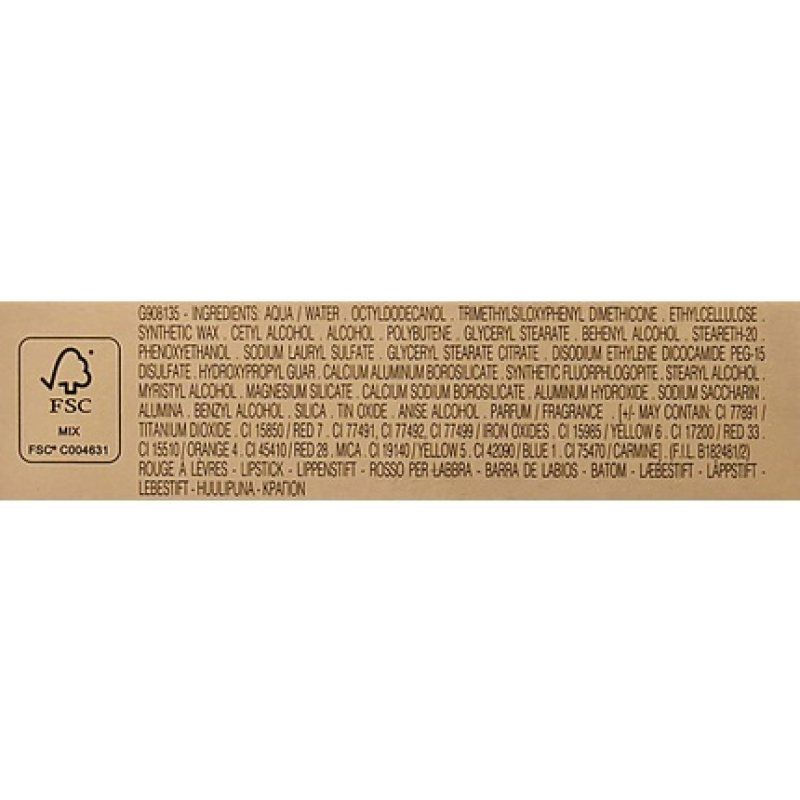 FSC
MIX
FSC® C004631
G908135 - INGREDIENTS: AQUA / WATER . OCTYLDODECANOL . TRIMETHYLSILOXYPHENYL DIMETHICONE . ETHYLCELLULOSE .
SYNTHETIC WAX . CETYL ALCOHOL . ALCOHOL . POLYBUTENE . GLYCERYL STEARATE . BEHENYL ALCOHOL . STEARETH-20 .
PHENOXYETHANOL . SODIUM LAURYL SULFATE . GLYCERYL STEARATE CITRATE . DISODIUM ETHYLENE DICOCAMIDE PEG-15
DISULFATE . HYDROXYPROPYL GUAR . CALCIUM ALUMINUM BOROSILICATE . SYNTHETIC FLUORPHLOGOPITE . STEARYL ALCOHOL .
MYRISTYL ALCOHOL . MAGNESIUM SILICATE . CALCIUM SODIUM BOROSILICATE . ALUMINUM HYDROXIDE . SODIUM SACCHARIN .
ALUMINA . BENZYL ALCOHOL . SILICA . TIN OXIDE . ANISE ALCOHOL . PARFUM / FRAGRANCE . [+/- MAY CONTAIN: CI 77891 /
TITANIUM DIOXIDE . CI 15850 / RED 7 . CI 77491, CI 77492, CI 77499 / IRON OXIDES . CI 15985 / YELLOW 6 . CI 17200 / RED 33 .
CI 15510 / ORANGE 4 . CI 45410 / RED 28 . MICA . CI 19140 / YELLOW 5 . CI 42090 / BLUE 1 . CI 75470 / CARMINE] . (F.I.L. B182481/2)
ROUGE À LÈVRES - LIPSTICK - LIPPENSTIFT - ROSSO PER LABBRA - BARRA DE LABIOS - BATOM - LÆBESTIFT - LÄPPSTIFT -
LEBESTIFT - HUULIPUNA - ΚΡΑΓΙΟΝ